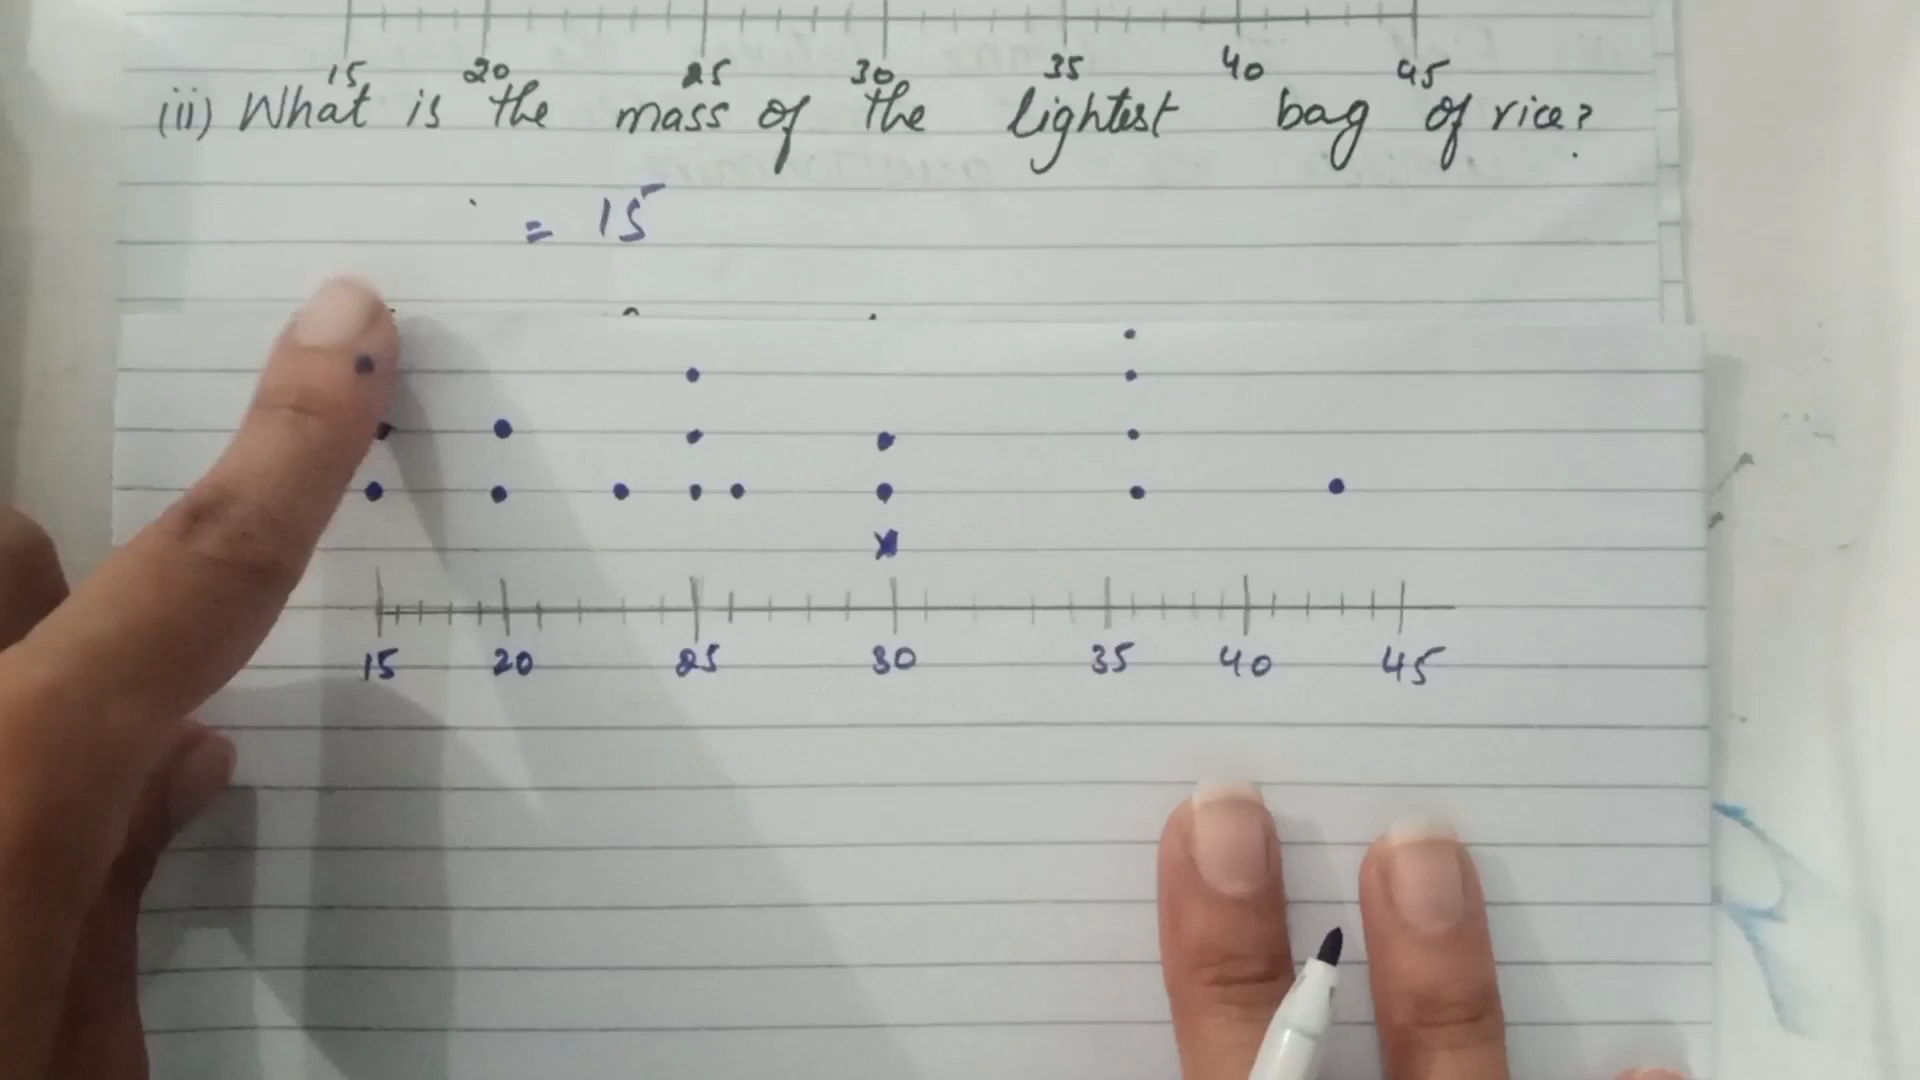 15 20 25 30 35 40 45
(ii) What is the mass of the lightest bag of rice?
= 15
15 20 25 30 35 40 45